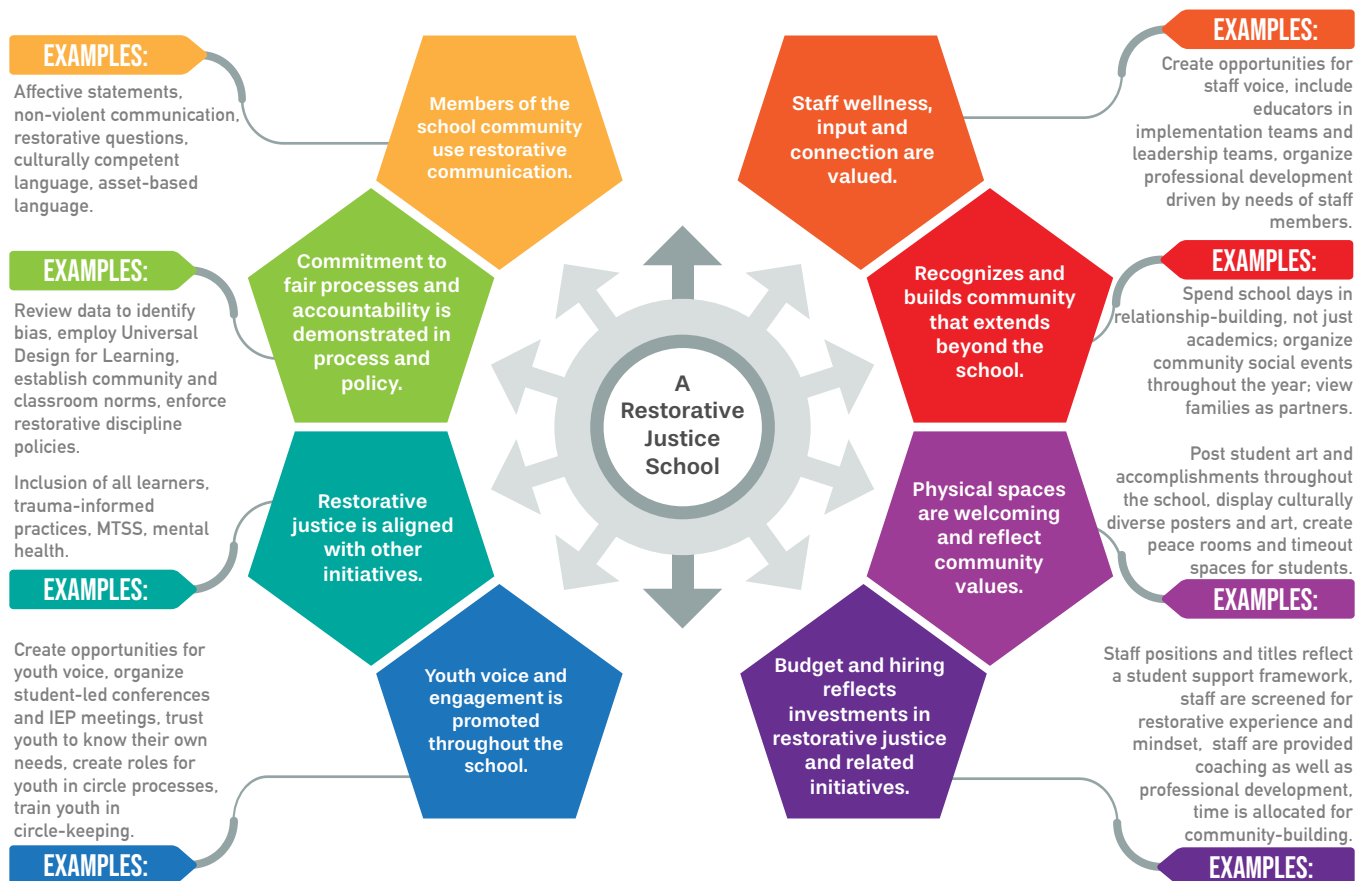 EXAMPLES:
Affective statements,
non-violent communication,
restorative questions,
culturally competent
language, asset-based
language.
Members of the
school community
use restorative
communication.
EXAMPLES:
Review data to identify
bias, employ Universal
Design for Learning,
establish community and
classroom norms, enforce
restorative discipline
policies.
Commitment to
fair processes and
accountability is
demonstrated in
process and
policy.
Inclusion of all learners,
trauma-informed
practices, MTSS, mental
health.
EXAMPLES:
Restorative
justice is aligned
with other
initiatives.
Create opportunities for
youth voice, organize
student-led conferences
and IEP meetings, trust
youth to know their own
needs, create roles for
youth in circle processes,
train youth in
circle-keeping.
EXAMPLES:
Youth voice and
engagement is
promoted
throughout the
school.
A
Restorative
Justice
School
Staff wellness,
input and
connection are
valued.
EXAMPLES:
Create opportunities for
staff voice, include
educators in
implementation teams and
leadership teams, organize
professional development
driven by needs of staff
members.
Recognizes and
builds community
that extends
beyond the
school.
EXAMPLES:
Spend school days in
relationship-building, not just
academics; organize
community social events
throughout the year; view
families as partners.
Physical spaces
are welcoming
and reflect
community
values.
Post student art and
accomplishments throughout
the school, display culturally
diverse posters and art, create
peace rooms and timeout
spaces for students.
EXAMPLES:
Budget and hiring
reflects
investments in
restorative justice
and related
initiatives.
Staff positions and titles reflect
a student support framework,
staff are screened for
restorative experience and
mindset, staff are provided
coaching as well as
professional development,
time is allocated for
community-building.
EXAMPLES: